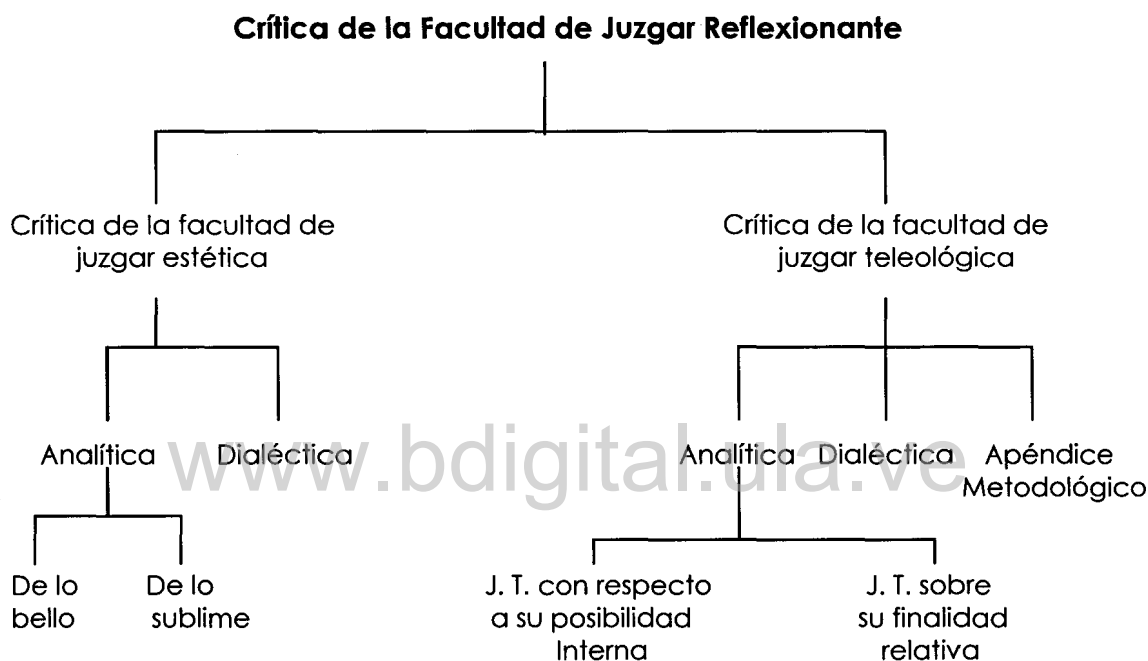 Crítica de la Facultad de Juzgar Reflexionante
Crítica de la facultad de
juzgar estética
Crítica de la facultad de
juzgar teleológica
Analítica
Dialéctica
Analítica
Dialéctica
Apéndice
Metodológico
www.bdigital.ula.ve
De lo
bello
De lo
sublime
J. T. con respecto
a su posibilidad
Interna
J. T. sobre
su finalidad
relativa